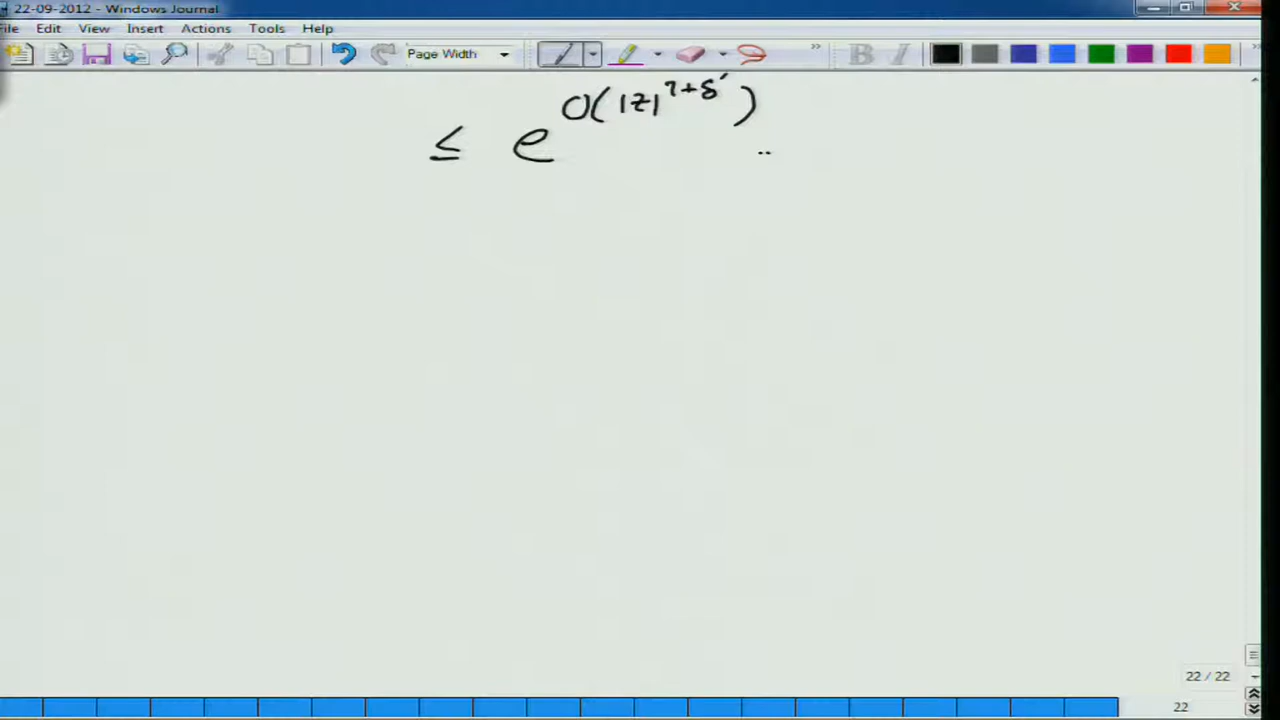 22-09-2012 - Windows Journal
File Edit View Insert Actions Tools Help
Page Width
B I
≤ e^{O(|z|^{?+δ'})} ..
22 / 22
22